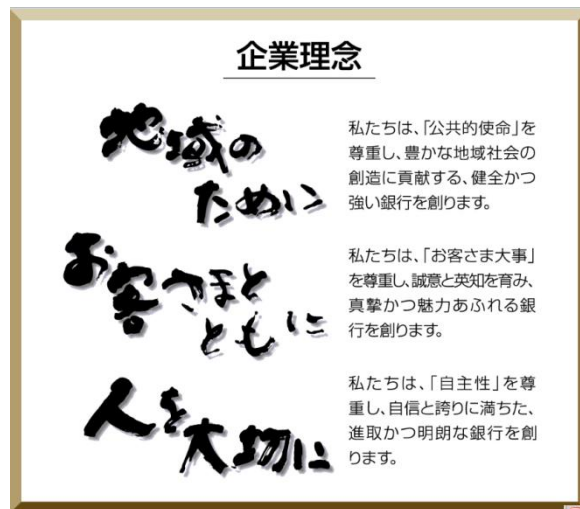 企業理念
地域の
ために
私たちは、「公共的使命」を
尊重し、豊かな地域社会の
創造に貢献する、健全かつ
強い銀行を創ります。
お客さまと
ともに
私たちは、「お客さま大事」
を尊重し、誠意と英知を育み、
真摯かつ魅力あふれる銀
行を創ります。
人を
大切に
私たちは、「自主性」を尊
重し、自信と誇りに満ちた、
進取かつ明朗な銀行を創
ります。